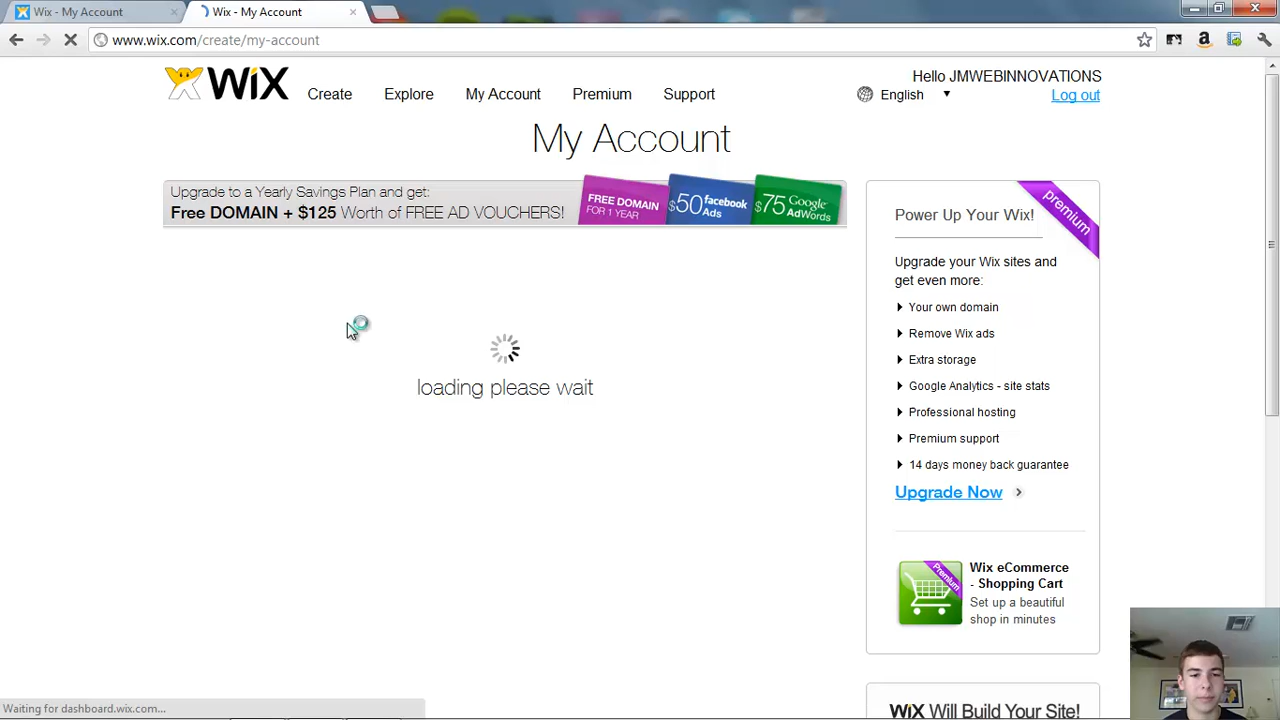 Wix - My Account
Wix - My Account
www.wix.com/create/my-account
WiX
Create
Explore
My Account
Premium
Support
Hello JMWEBINNOVATIONS
English
Log out
My Account
Upgrade to a Yearly Savings Plan and get:
Free DOMAIN + $125 Worth of FREE AD VOUCHERS!
FREE DOMAIN
FOR 1 YEAR
$50 facebook
Ads
$75 Google
AdWords
loading please wait
premium
Power Up Your Wix!
Upgrade your Wix sites and
get even more:
Your own domain
Remove Wix ads
Extra storage
Google Analytics - site stats
Professional hosting
Premium support
14 days money back guarantee
Upgrade Now
Premium
Wix eCommerce
- Shopping Cart
Set up a beautiful
shop in minutes
WiX Will Build Your Site!
Waiting for dashboard.wix.com...